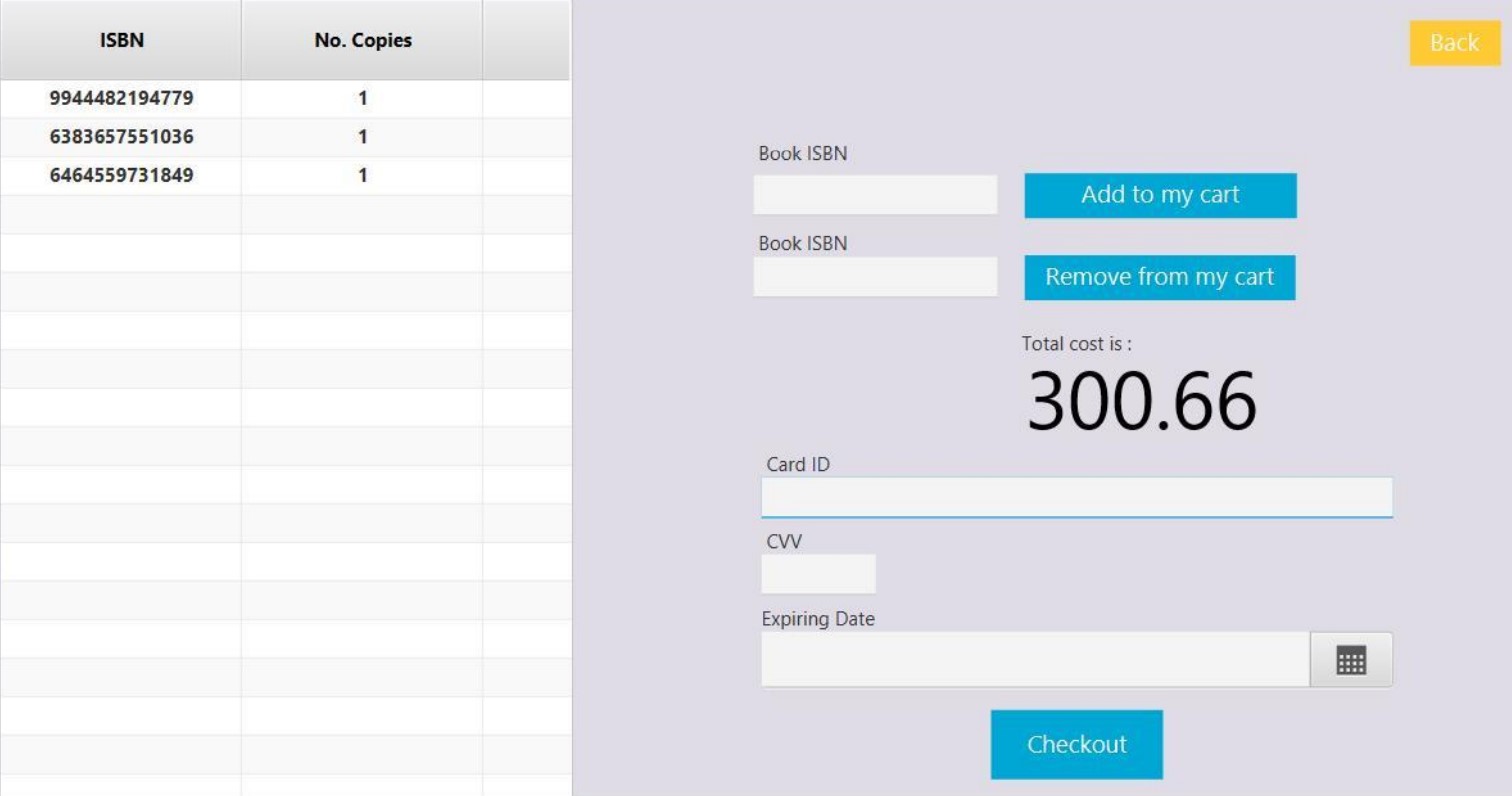 ISBN No. Copies
9944482194779 1
6383657551036 1
6464559731849 1
Back
Book ISBN
Add to my cart
Book ISBN
Remove from my cart
Total cost is :
300.66
Card ID
CVV
Expiring Date
Checkout